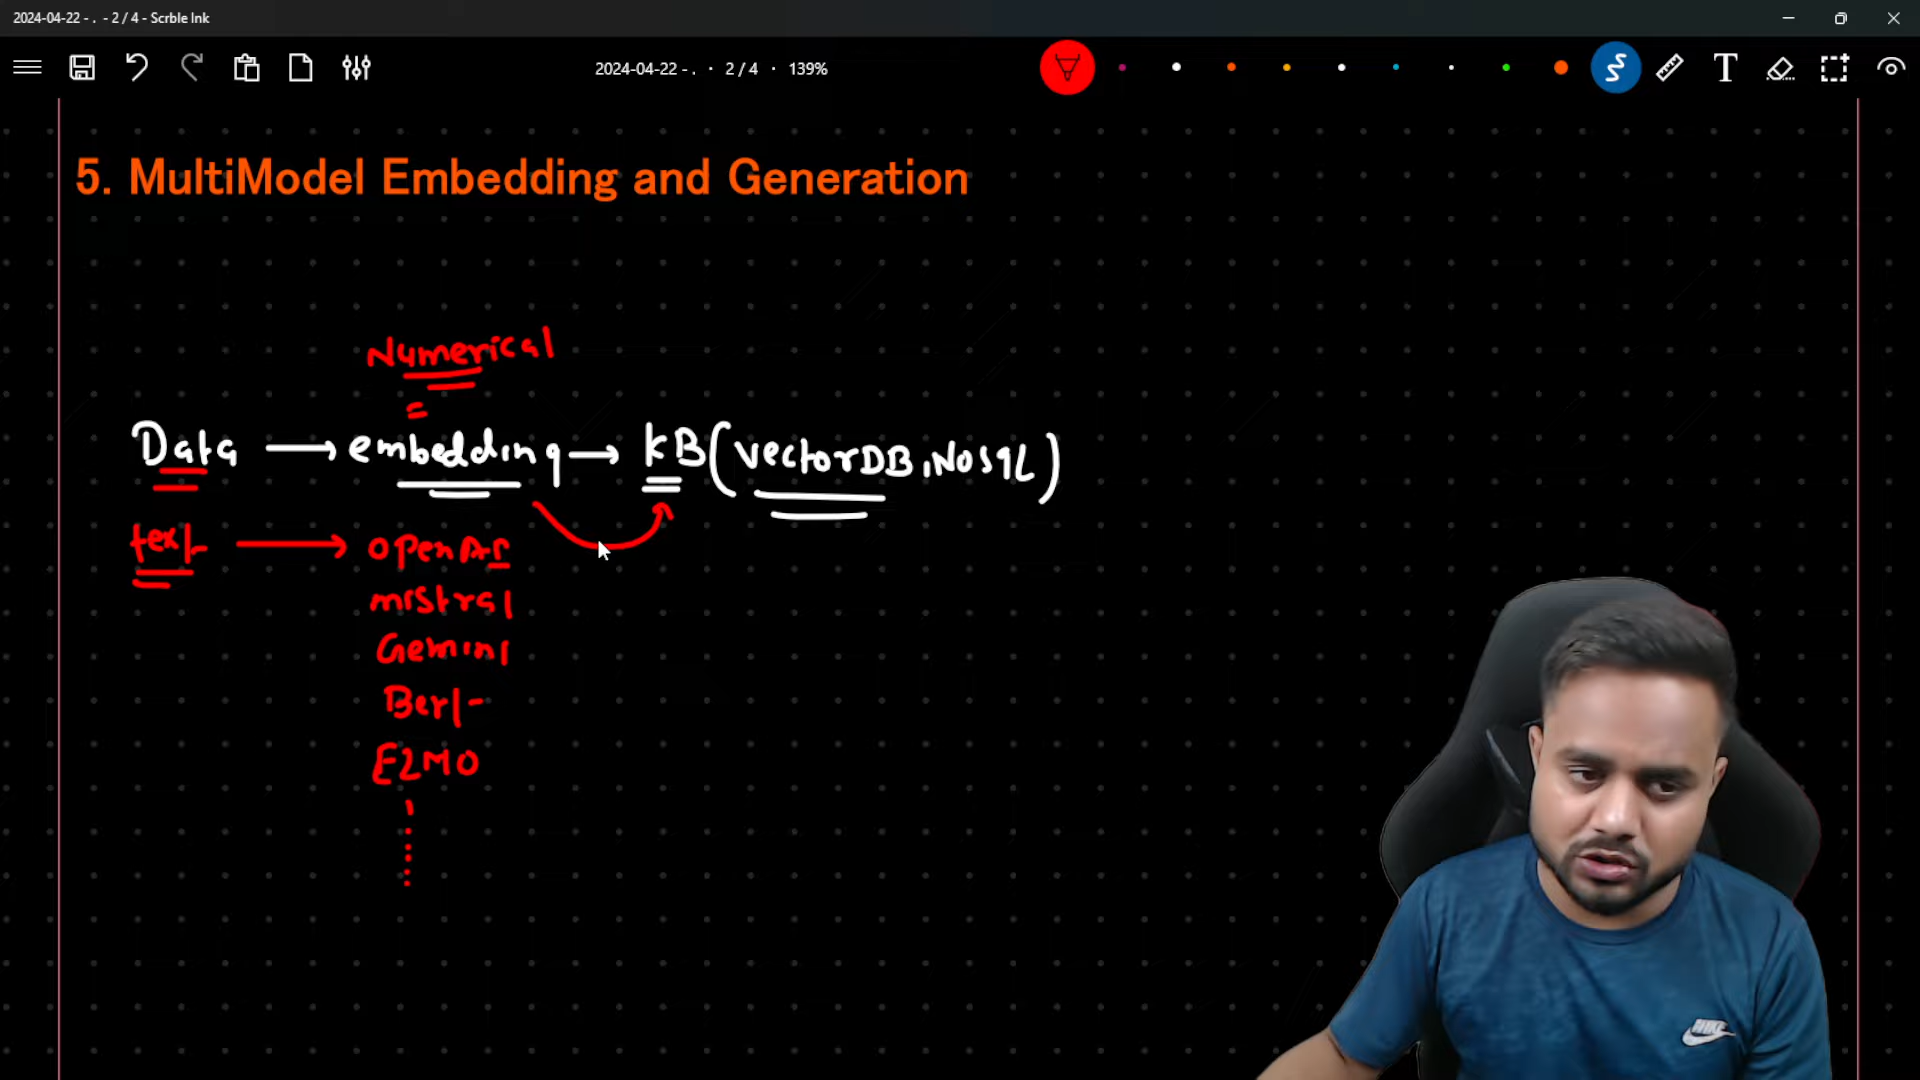 2024-04-22 - . - 2 / 4 - Scrble Ink
2024-04-22 - . · 2 / 4 · 139%
T
5. MultiModel Embedding and Generation
Numerical
Data → embedding → KB (vectorDB, NoSqL)
text → OpenAI
mistral
Gemini
Bert
ELMO
NIKE